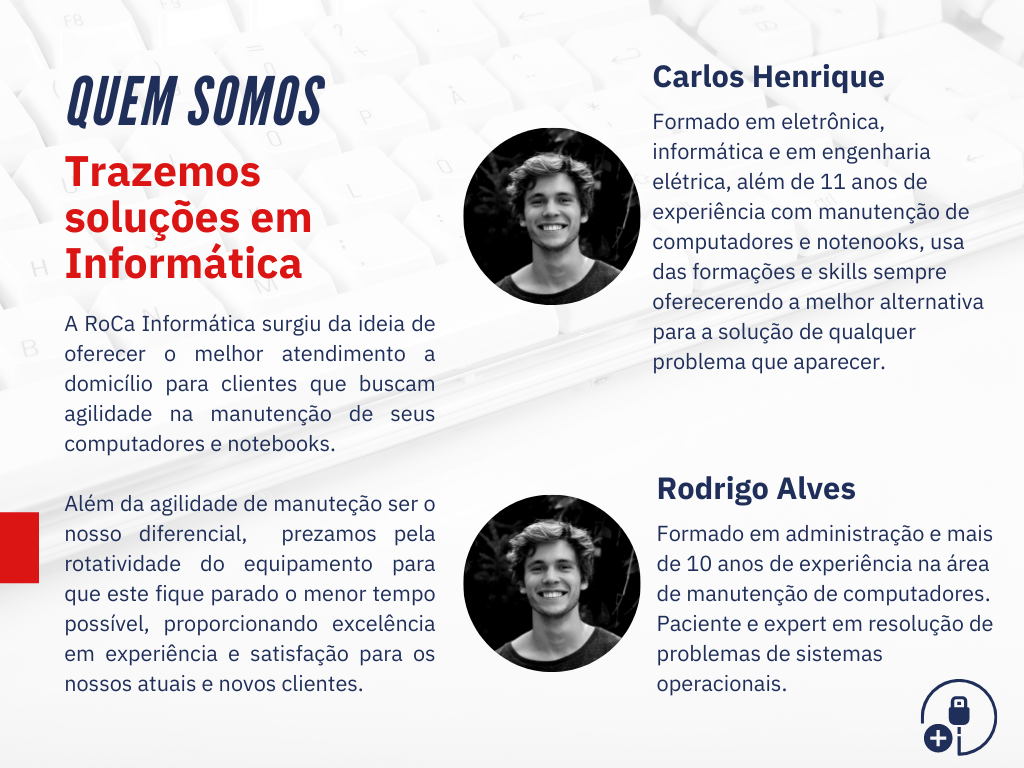 QUEM SOMOS
Trazemos
soluções em
Informática
A RoCa Informática surgiu da ideia de
oferecer o melhor atendimento a
domicílio para clientes que buscam
agilidade na manutenção de seus
computadores e notebooks.
Além da agilidade de manuteção ser o
nosso diferencial, prezamos pela
rotatividade do equipamento para
que este fique parado o menor tempo
possível, proporcionando excelência
em experiência e satisfação para os
nossos atuais e novos clientes.
Carlos Henrique
Formado em eletrônica,
informática e em engenharia
elétrica, além de 11 anos de
experiência com manutenção de
computadores e notenooks, usa
das formações e skills sempre
oferecerendo a melhor alternativa
para a solução de qualquer
problema que aparecer.
Rodrigo Alves
Formado em administração e mais
de 10 anos de experiência na área
de manutenção de computadores.
Paciente e expert em resolução de
problemas de sistemas
operacionais.